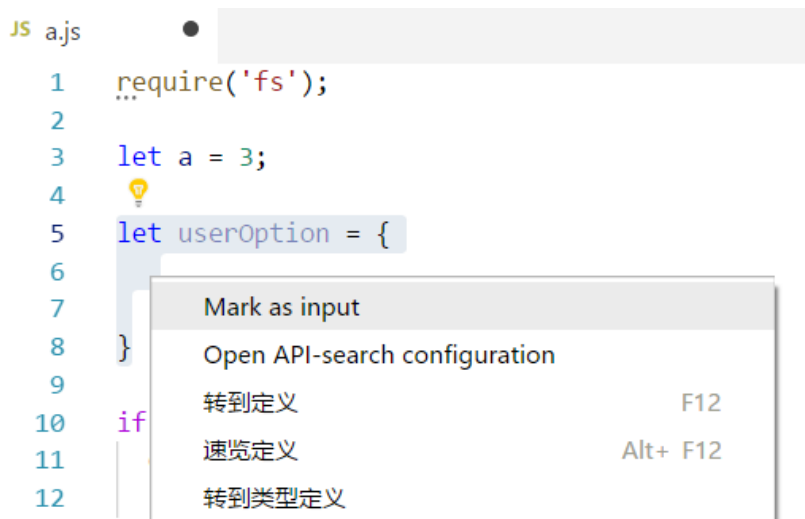 JS a.js
1 require('fs');
2
3 let a = 3;
4
5 let userOption = {
6
7 Mark as input
8 } Open API-search configuration
9
转到定义 F12
10 if
11 速览定义 Alt+ F12
12 转到类型定义